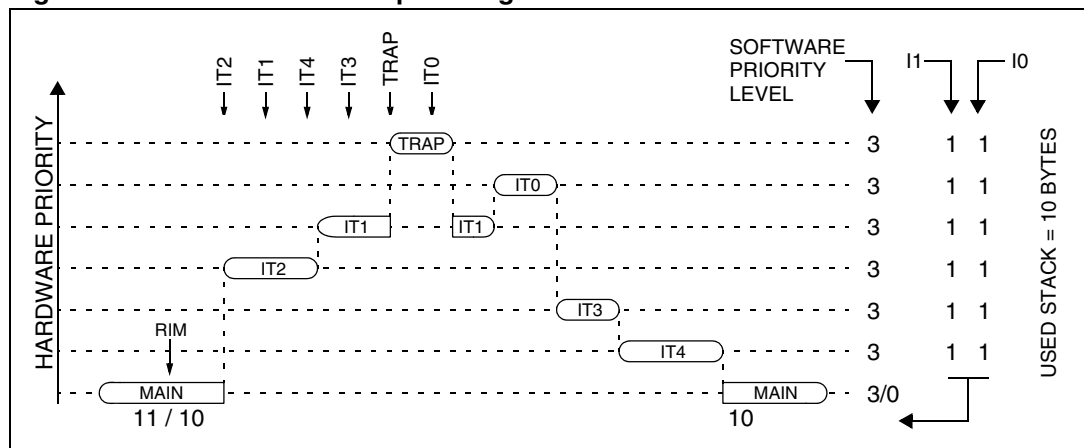 IT2
IT1
IT4
IT3
TRAP
IT0
SOFTWARE
PRIORITY
LEVEL
I1
I0
HARDWARE PRIORITY
TRAP
3 1 1
IT0
3 1 1
IT1
IT1
3 1 1
IT2
3 1 1
IT3
3 1 1
RIM
IT4
3 1 1
MAIN
MAIN
3/0
11 / 10
10
USED STACK = 10 BYTES